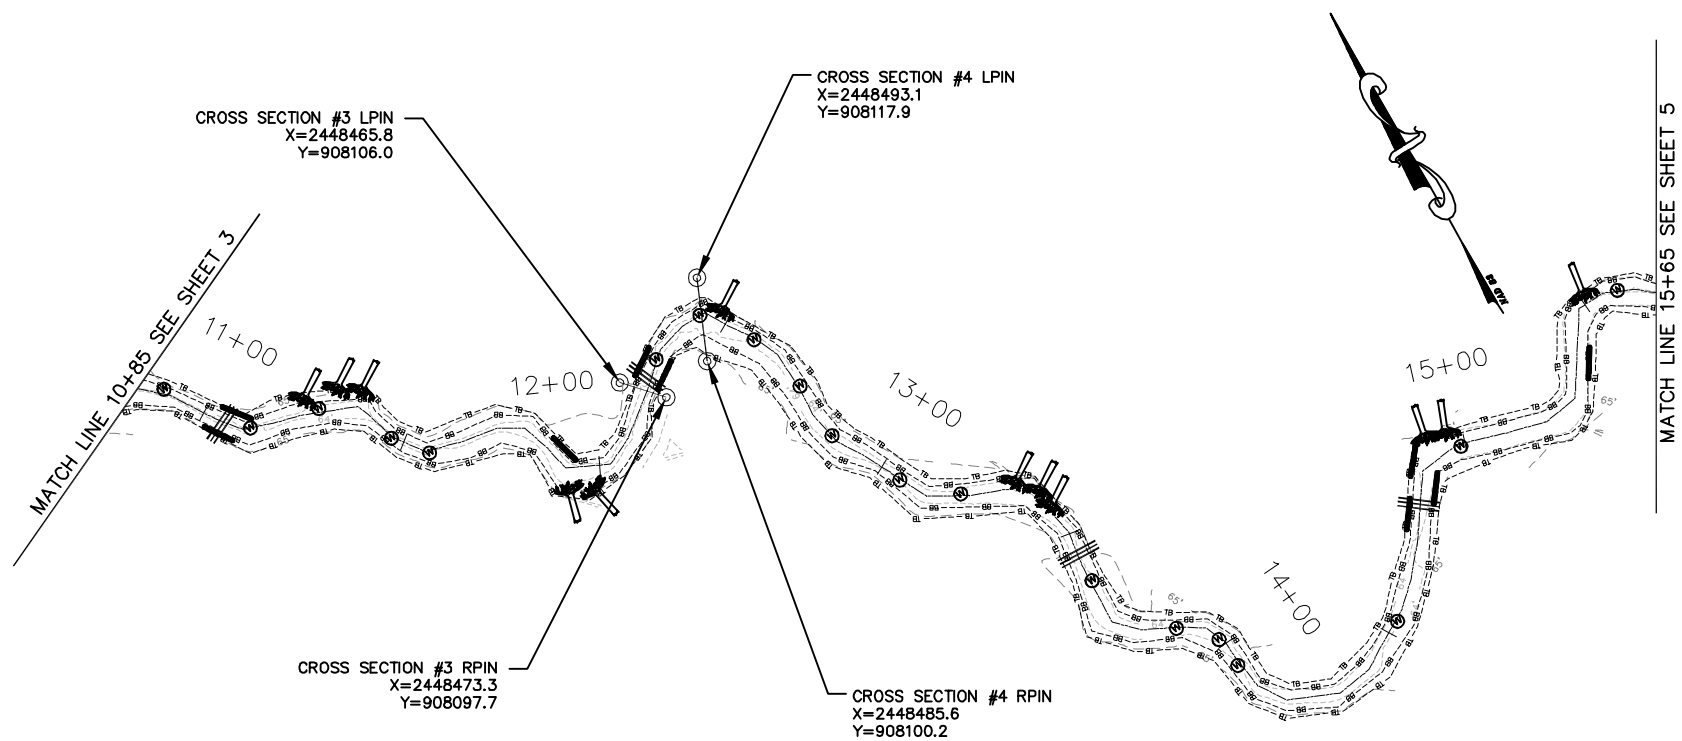 CROSS SECTION #4 LPIN
X=2448493.1
Y=908117.9
CROSS SECTION #3 LPIN
X=2448465.8
Y=908106.0
MATCH LINE 10+85 SEE SHEET 3
MATCH LINE 15+65 SEE SHEET 5
NAD 83
11+00
12+00
13+00
14+00
15+00
65'
65'
65'
CROSS SECTION #3 RPIN
X=2448473.3
Y=908097.7
CROSS SECTION #4 RPIN
X=2448485.6
Y=908100.2